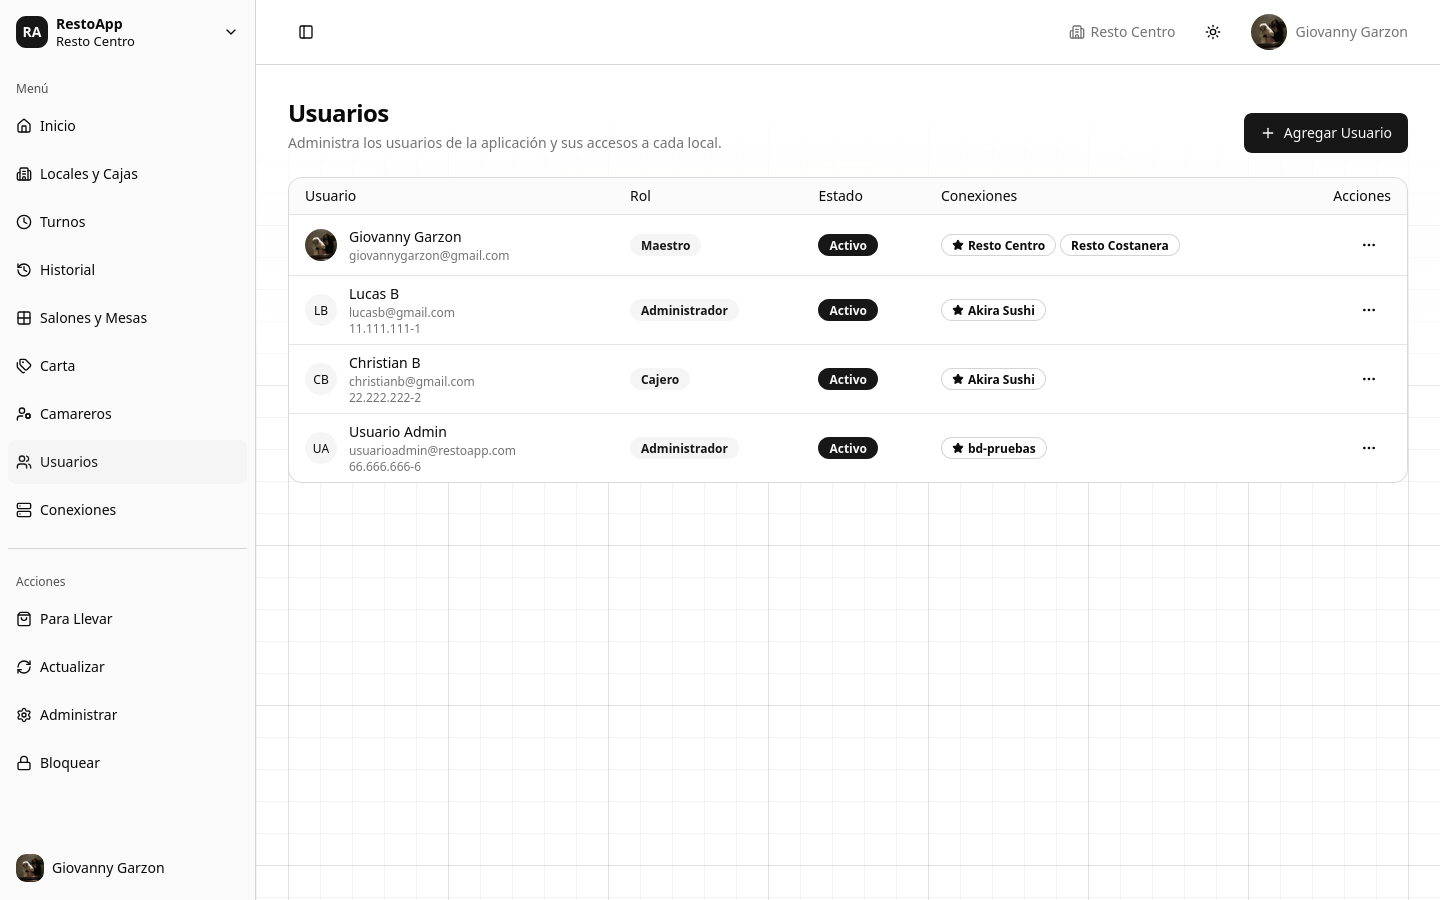 RA
RestoApp
Resto Centro
Menú
Inicio
Locales y Cajas
Turnos
Historial
Salones y Mesas
Carta
Camareros
Usuarios
Conexiones
Acciones
Para Llevar
Actualizar
Administrar
Bloquear
Giovanny Garzon
Resto Centro
Giovanny Garzon
Usuarios
Administra los usuarios de la aplicación y sus accesos a cada local.
Agregar Usuario
Usuario Rol Estado Conexiones Acciones
Giovanny Garzon
giovannygarzon@gmail.com
Maestro Activo Resto Centro Resto Costanera
LB
Lucas B
lucasb@gmail.com
11.111.111-1
Administrador Activo Akira Sushi
CB
Christian B
christianb@gmail.com
22.222.222-2
Cajero Activo Akira Sushi
UA
Usuario Admin
usuarioadmin@restoapp.com
66.666.666-6
Administrador Activo bd-pruebas